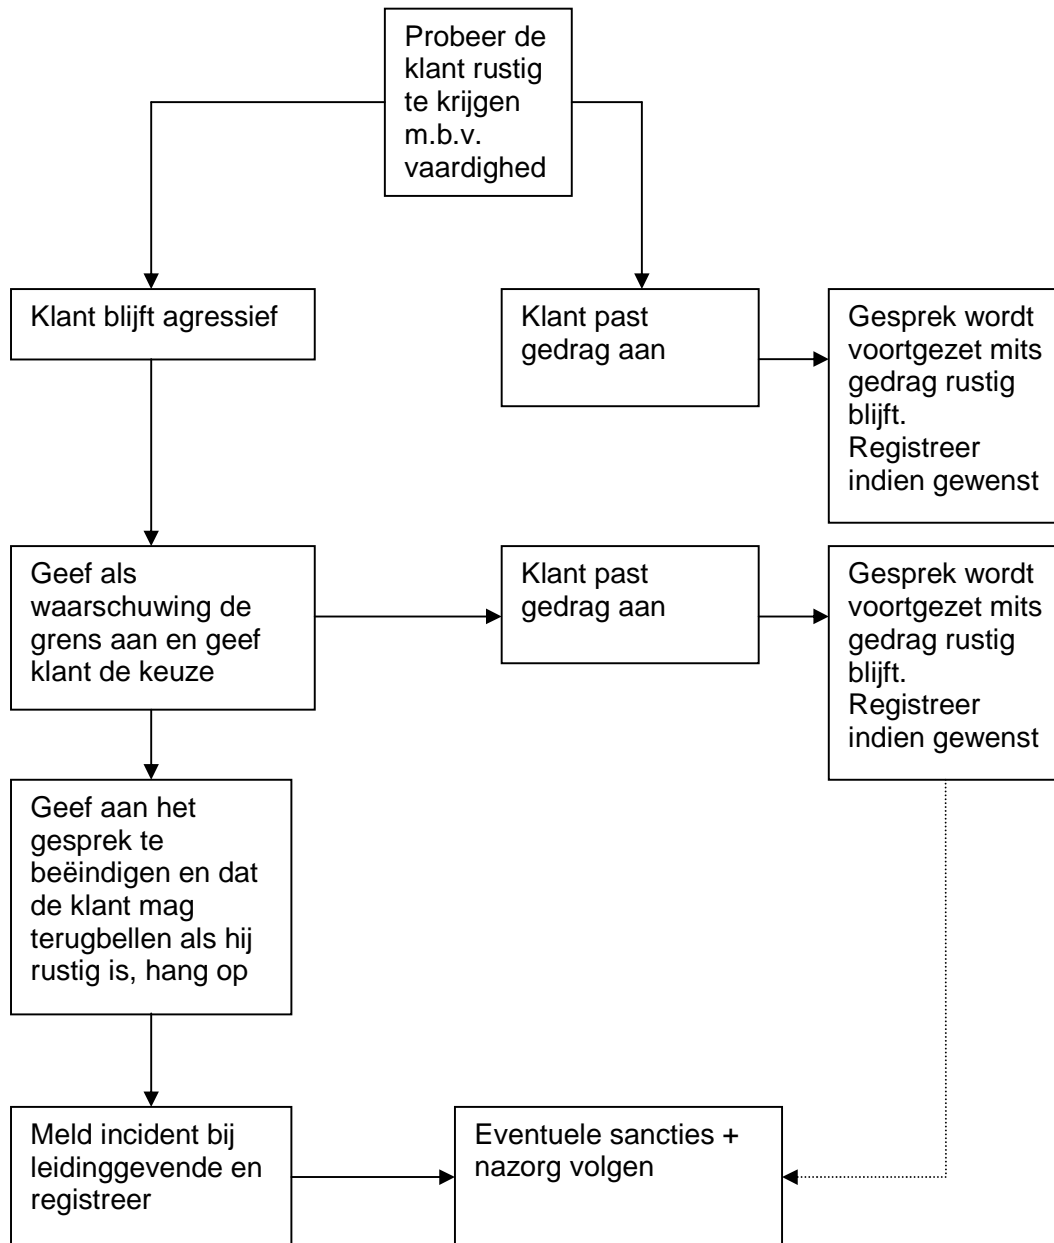 Probeer de
klant rustig
te krijgen
m.b.v.
vaardighed
Klant blijft agressief
Klant past
gedrag aan
Gesprek wordt
voortgezet mits
gedrag rustig
blijft.
Registreer
indien gewenst
Geef als
waarschuwing de
grens aan en geef
klant de keuze
Klant past
gedrag aan
Gesprek wordt
voortgezet mits
gedrag rustig
blijft.
Registreer
indien gewenst
Geef aan het
gesprek te
beëindigen en dat
de klant mag
terugbellen als hij
rustig is, hang op
Meld incident bij
leidinggevende en
registreer
Eventuele sancties +
nazorg volgen